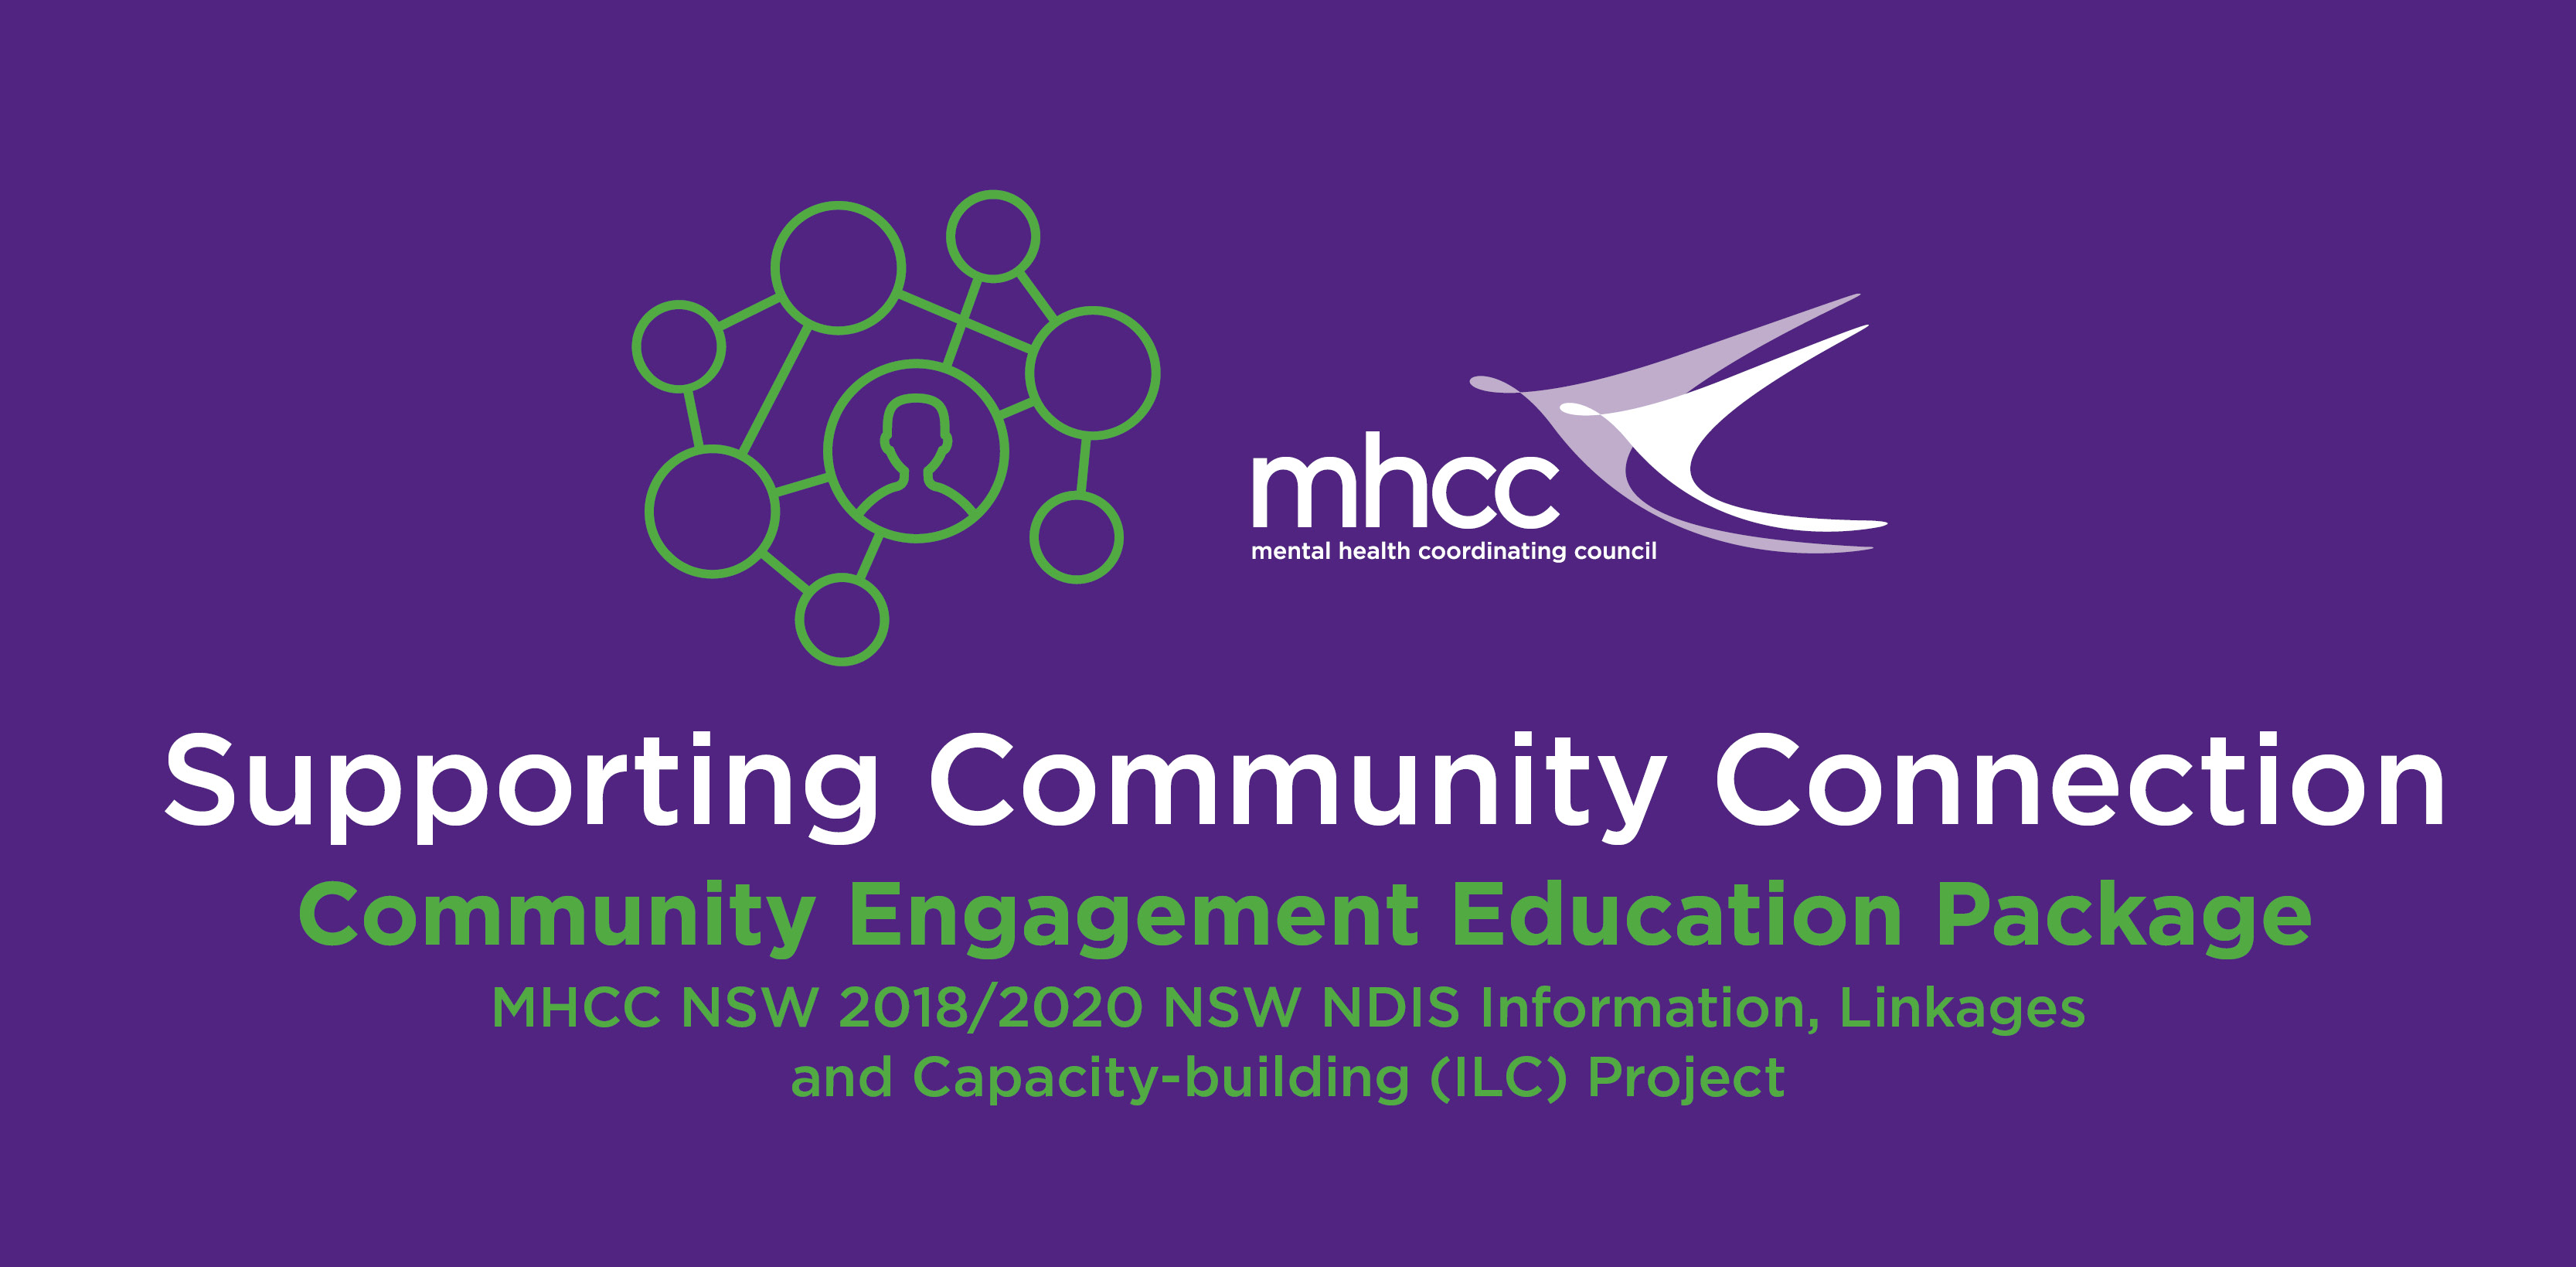 mhcc
mental health coordinating council
Supporting Community Connection
Community Engagement Education Package
MHCC NSW 2018/2020 NSW NDIS Information, Linkages
and Capacity-building (ILC) Project